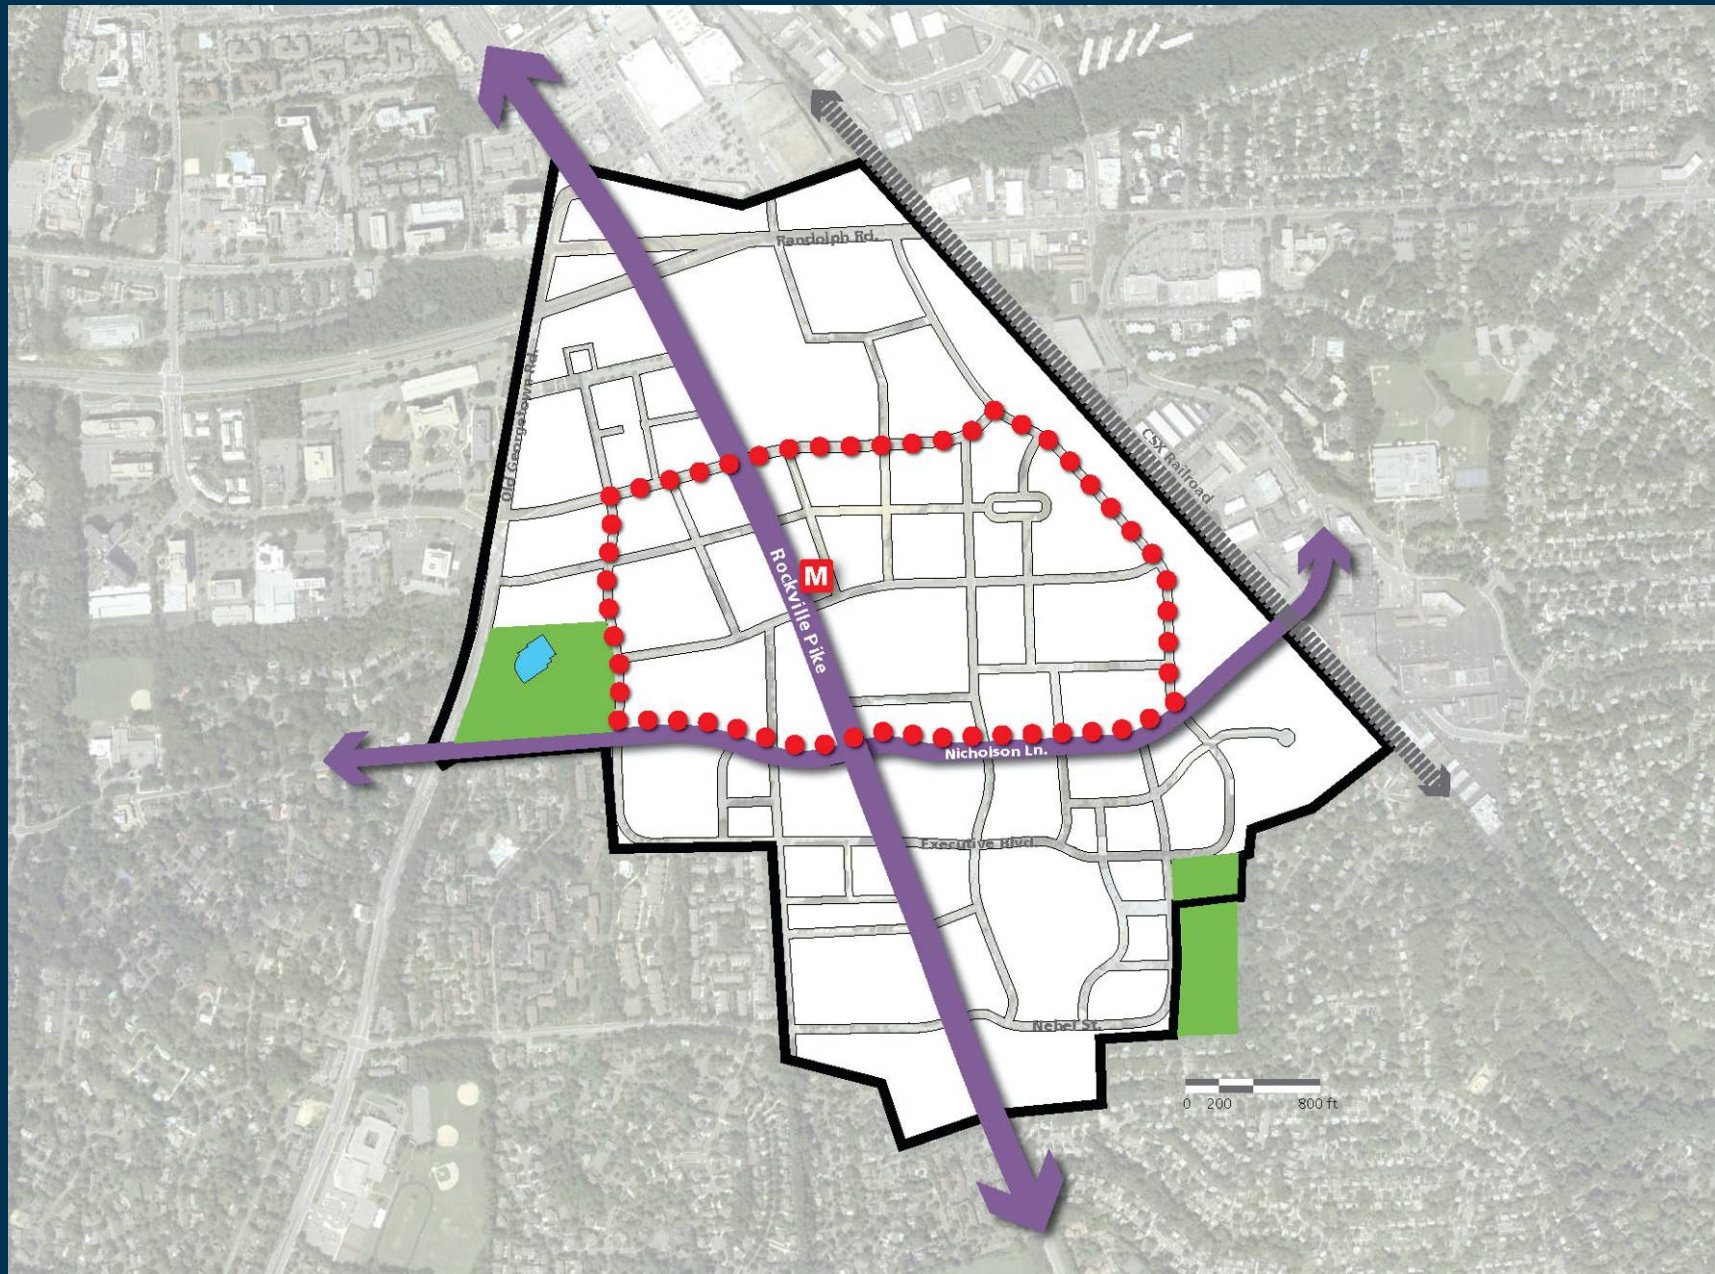 Randolph Rd.
Old Georgetown Rd.
CSX Railroad
M
Rockville Pike
Nicholson Ln.
Executive Blvd.
Nebel St.
0 200 800 ft